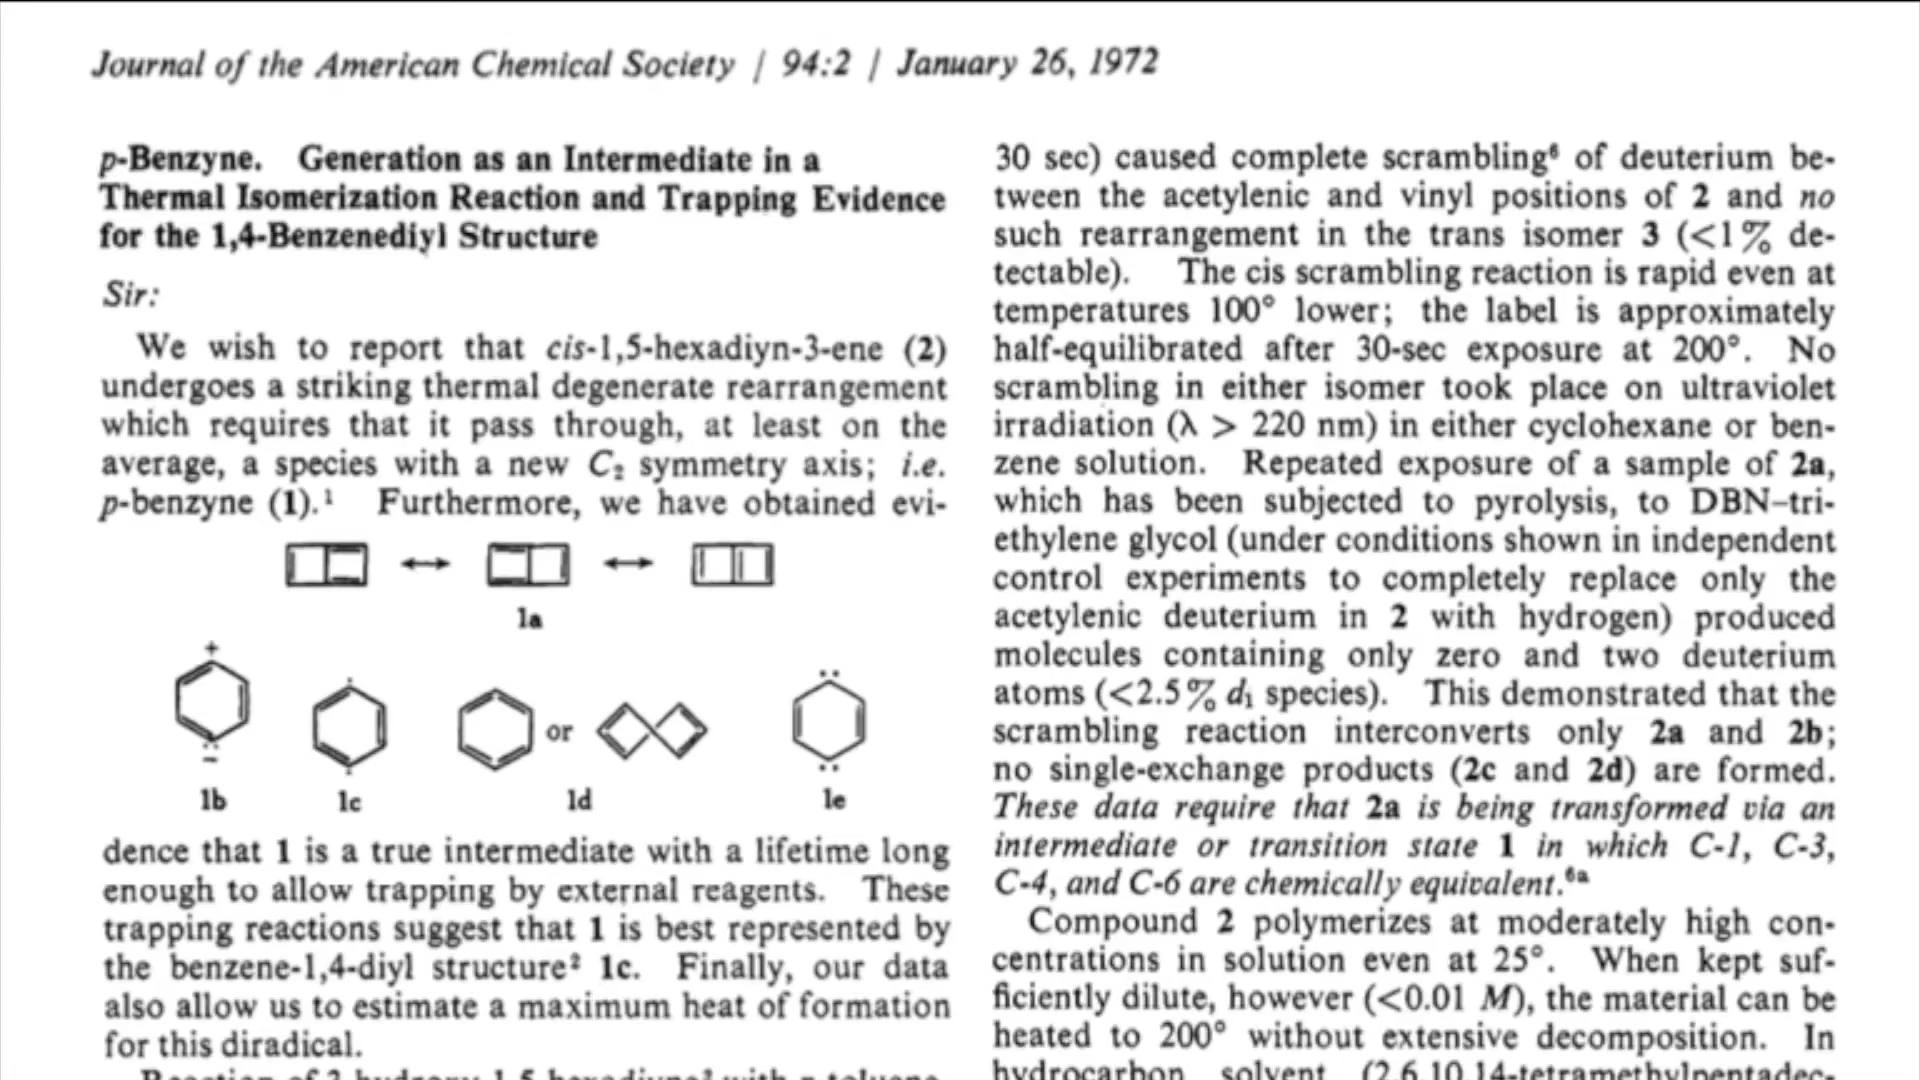 Journal of the American Chemical Society / 94:2 / January 26, 1972
p-Benzyne. Generation as an Intermediate in a
Thermal Isomerization Reaction and Trapping Evidence
for the 1,4-Benzenediyl Structure
Sir:
We wish to report that cis-1,5-hexadiyn-3-ene (2)
undergoes a striking thermal degenerate rearrangement
which requires that it pass through, at least on the
average, a species with a new C₂ symmetry axis; i.e.
p-benzyne (1).¹ Furthermore, we have obtained evi-
1a
+
or
1b 1c 1d 1e
dence that 1 is a true intermediate with a lifetime long
enough to allow trapping by external reagents. These
trapping reactions suggest that 1 is best represented by
the benzene-1,4-diyl structure² 1c. Finally, our data
also allow us to estimate a maximum heat of formation
for this diradical.
30 sec) caused complete scrambling⁶ of deuterium be-
tween the acetylenic and vinyl positions of 2 and no
such rearrangement in the trans isomer 3 (<1% de-
tectable). The cis scrambling reaction is rapid even at
temperatures 100° lower; the label is approximately
half-equilibrated after 30-sec exposure at 200°. No
scrambling in either isomer took place on ultraviolet
irradiation (λ > 220 nm) in either cyclohexane or ben-
zene solution. Repeated exposure of a sample of 2a,
which has been subjected to pyrolysis, to DBN–tri-
ethylene glycol (under conditions shown in independent
control experiments to completely replace only the
acetylenic deuterium in 2 with hydrogen) produced
molecules containing only zero and two deuterium
atoms (<2.5% d₁ species). This demonstrated that the
scrambling reaction interconverts only 2a and 2b;
no single-exchange products (2c and 2d) are formed.
These data require that 2a is being transformed via an
intermediate or transition state 1 in which C-1, C-3,
C-4, and C-6 are chemically equivalent.⁶ᵃ
Compound 2 polymerizes at moderately high con-
centrations in solution even at 25°. When kept suf-
ficiently dilute, however (<0.01 M), the material can be
heated to 200° without extensive decomposition. In
hydrocarbon solvent (2,6,10,14-tetramethylpentadec-